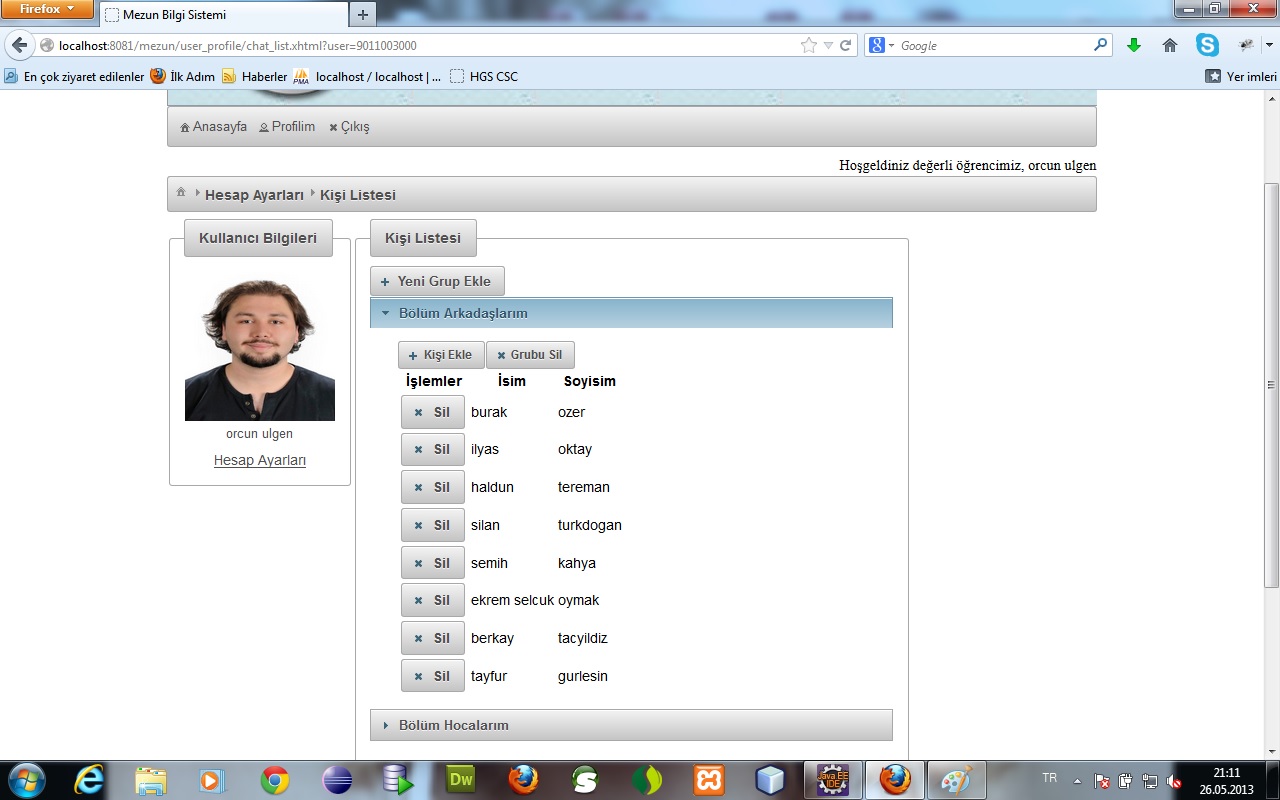 Firefox
Mezun Bilgi Sistemi
localhost:8081/mezun/user_profile/chat_list.xhtml?user=9011003000
Google
En çok ziyaret edilenler
İlk Adım
Haberler
localhost / localhost | ...
HGS CSC
Yer imleri
Anasayfa
Profilim
Çıkış
Hoşgeldiniz değerli öğrencimiz, orcun ulgen
Hesap Ayarları
Kişi Listesi
Kullanıcı Bilgileri
orcun ulgen
Hesap Ayarları
Kişi Listesi
Yeni Grup Ekle
Bölüm Arkadaşlarım
Kişi Ekle
Grubu Sil
İşlemler İsim Soyisim
Sil burak ozer
Sil ilyas oktay
Sil haldun tereman
Sil silan turkdogan
Sil semih kahya
Sil ekrem selcuk oymak
Sil berkay tacyildiz
Sil tayfur gurlesin
Bölüm Hocalarım
Dw
Java EE
IDE
TR
21:11
26.05.2013